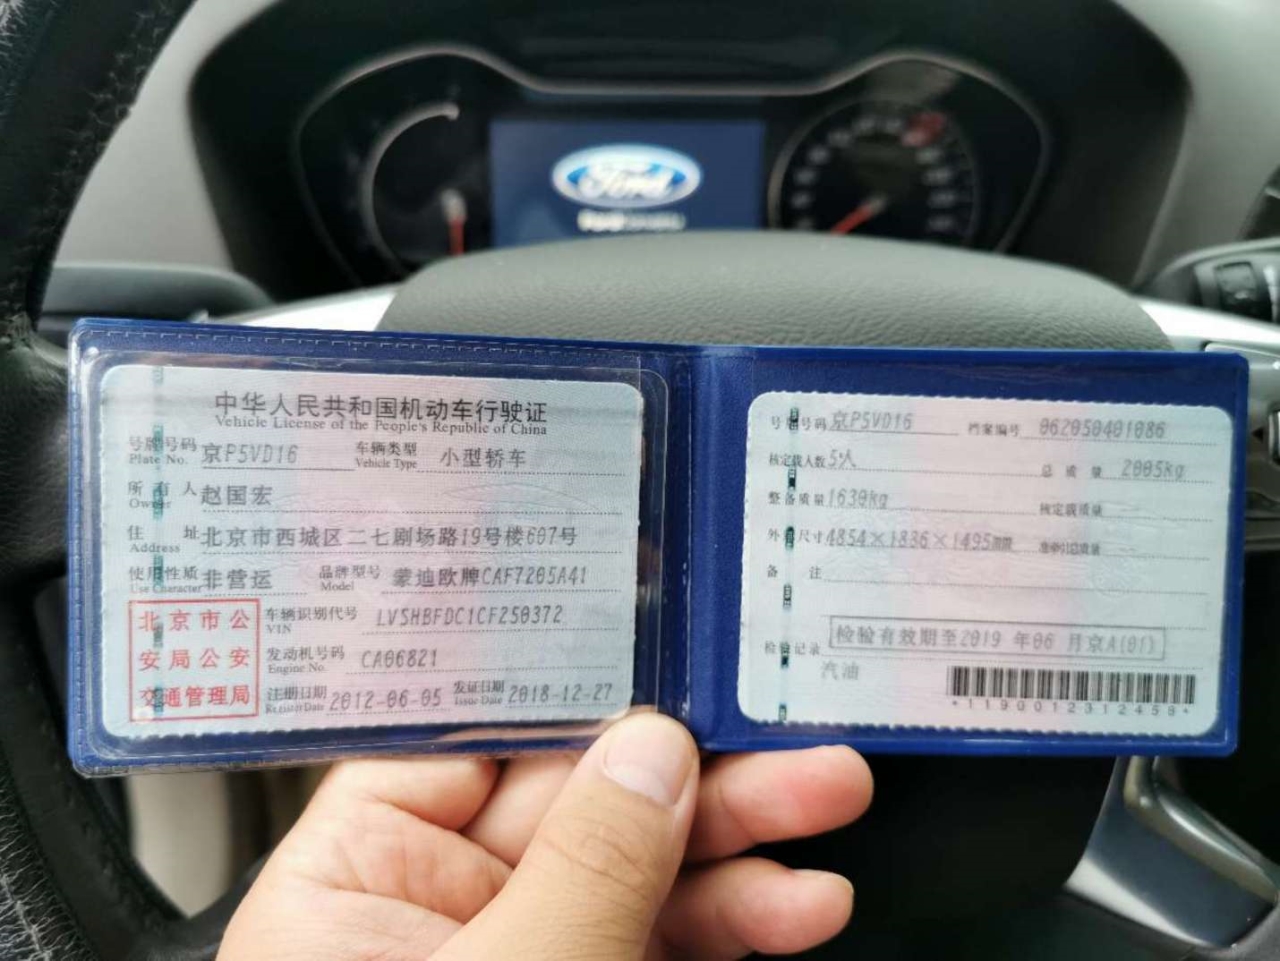 Ford
中华人民共和国机动车行驶证
Vehicle License of the People's Republic of China
号牌号码 京P5VD16 车辆类型 小型轿车
Plate No. Vehicle Type
所有人 赵国宏
Owner
住址 北京市西城区二七剧场路19号楼607号
Address
使用性质 非营运 品牌型号 蒙迪欧牌CAF7205A41
Use Character Model
北京市公
安局公安
交通管理局
车辆识别代号 LVSHBFDC1CF250372
VIN
发动机号码 CA06821
Engine No.
注册日期 2012-06-05 发证日期 2018-12-27
Register Date Issue Date
号牌号码 京P5VD16 档案编号 062050401086
核定载人数 5人 总质量 2005kg
整备质量 1630kg 核定载质量
外廓尺寸 4854×1836×1495mm 准牵引总质量
备注
检验记录 检验有效期至2019年06月京A(01)
汽油
*1190012312458*